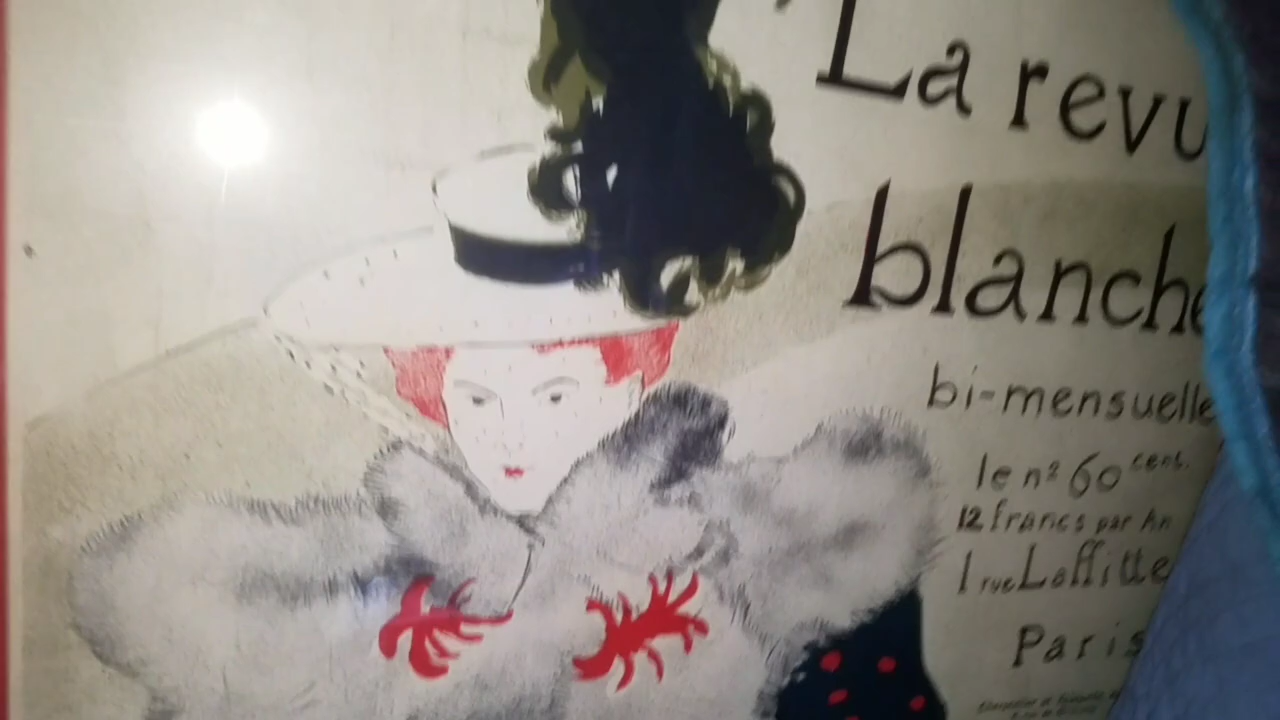 La revu
blanche
bi-mensuelle
le nº 60 cent.
12 francs par An
1 rue Laffitte
Paris